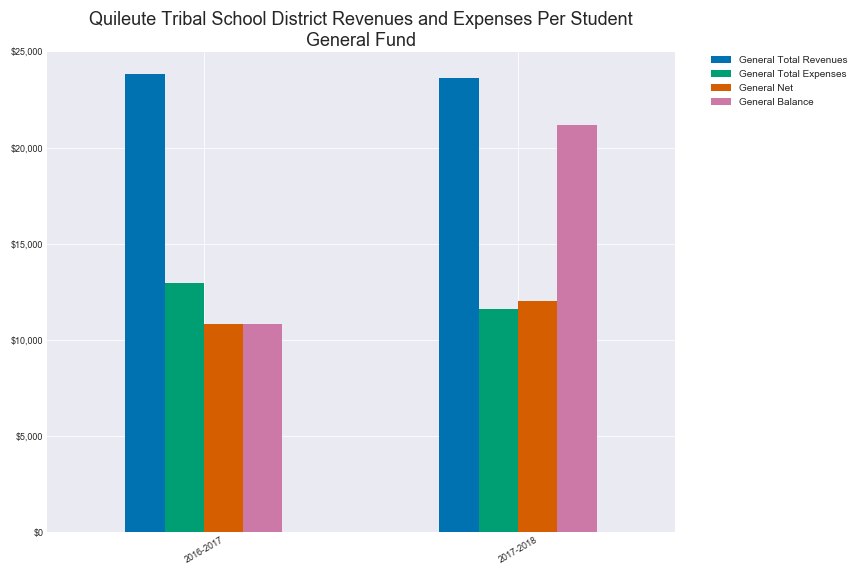 Quileute Tribal School District Revenues and Expenses Per Student
General Fund
$25,000
$20,000
$15,000
$10,000
$5,000
$0
2016-2017
2017-2018
General Total Revenues
General Total Expenses
General Net
General Balance